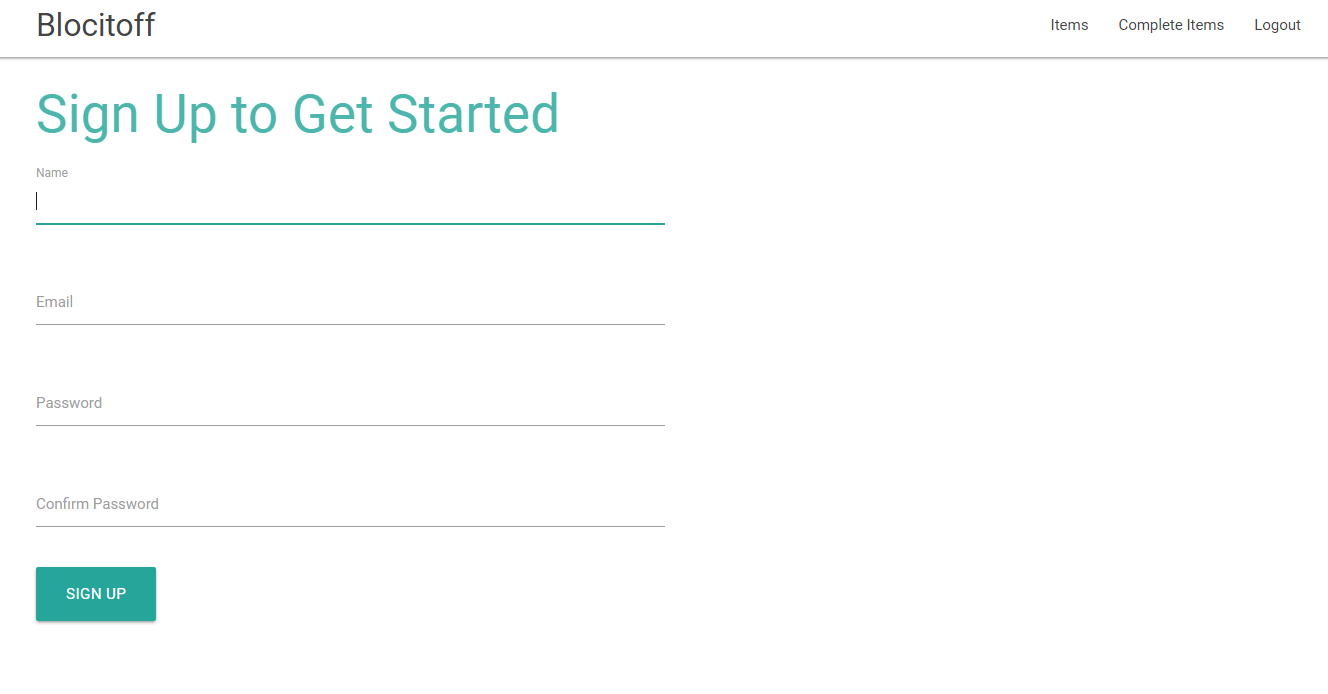 Blocitoff
Items Complete Items Logout
Sign Up to Get Started
Name
Email
Password
Confirm Password
SIGN UP